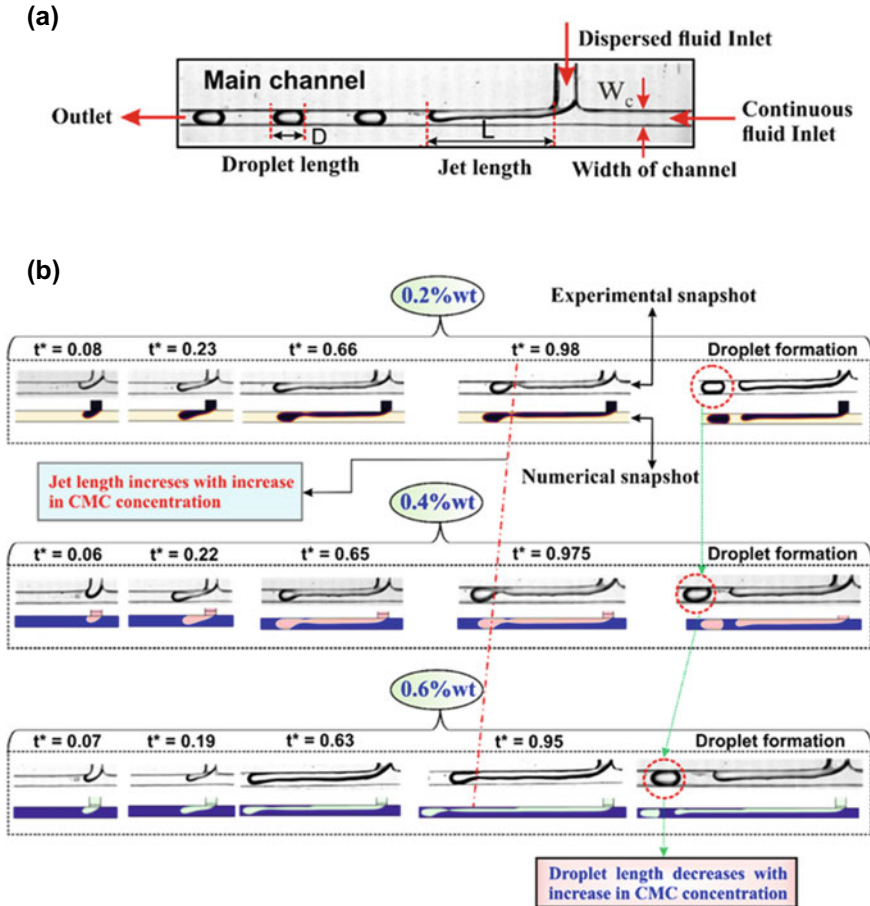 (a)
Dispersed fluid Inlet
Main channel
Wc
Outlet
Continuous
fluid Inlet
D
L
Droplet length
Jet length
Width of channel
(b)
0.2%wt
Experimental snapshot
t* = 0.08
t* = 0.23
t* = 0.66
t* = 0.98
Droplet formation
Jet length increses with increase
in CMC concentration
Numerical snapshot
0.4%wt
t* = 0.06
t* = 0.22
t* = 0.65
t* = 0.975
Droplet formation
0.6%wt
t* = 0.07
t* = 0.19
t* = 0.63
t* = 0.95
Droplet formation
Droplet length decreases with
increase in CMC concentration